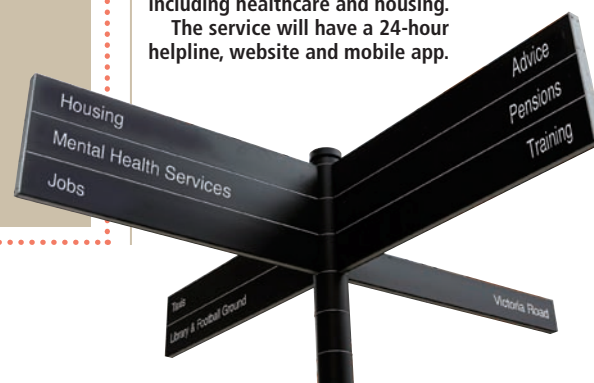 including healthcare and housing.
The service will have a 24-hour
helpline, website and mobile app.
Housing
Mental Health Services
Jobs
Advice
Pensions
Training
Taxis
Library & Football Ground
Victoria Road